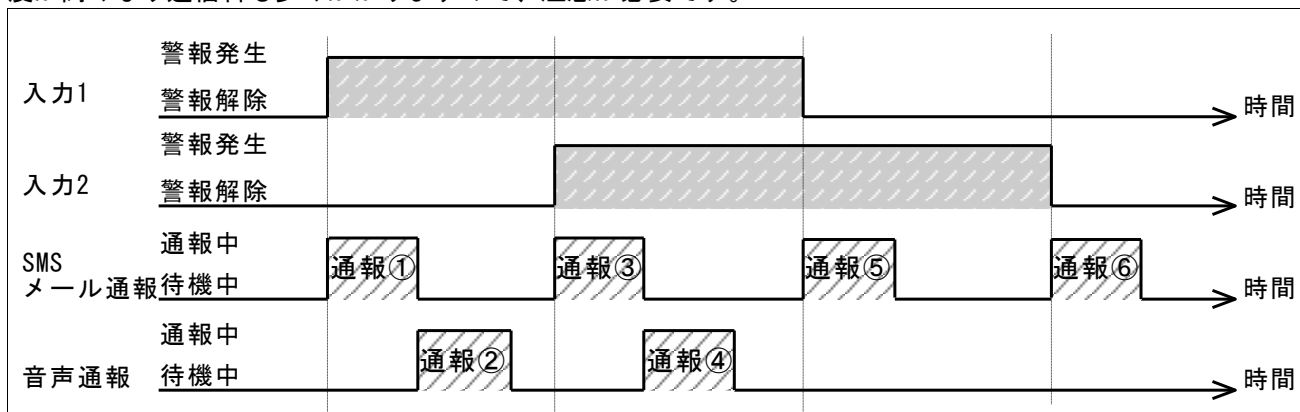 警報発生
入力1
警報解除
時間
警報発生
入力2
警報解除
時間
通報中
SMS
メール通報 待機中
通報① 通報③ 通報⑤ 通報⑥
時間
通報中
音声通報 待機中
通報② 通報④
時間